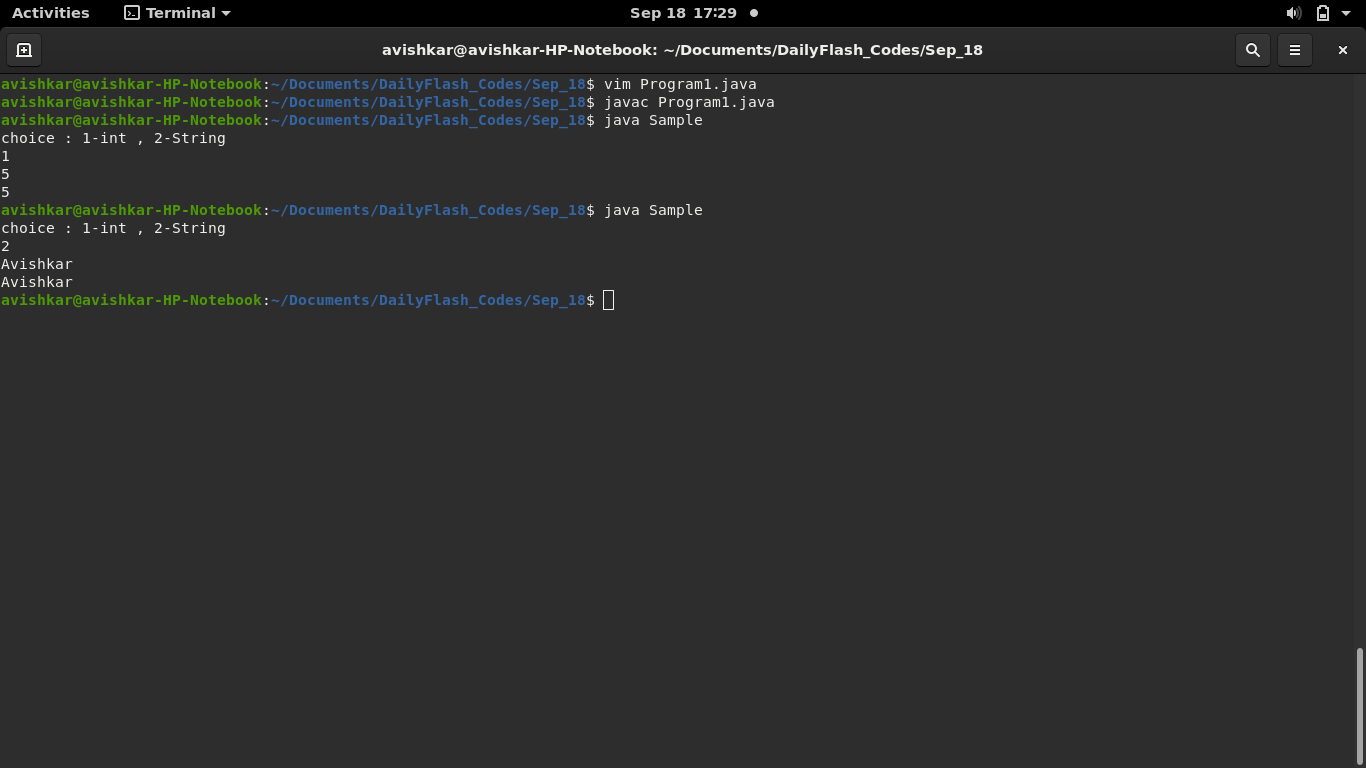 Activities Terminal Sep 18 17:29
avishkar@avishkar-HP-Notebook: ~/Documents/DailyFlash_Codes/Sep_18
avishkar@avishkar-HP-Notebook:~/Documents/DailyFlash_Codes/Sep_18$ vim Program1.java
avishkar@avishkar-HP-Notebook:~/Documents/DailyFlash_Codes/Sep_18$ javac Program1.java
avishkar@avishkar-HP-Notebook:~/Documents/DailyFlash_Codes/Sep_18$ java Sample
choice : 1-int , 2-String
1
5
5
avishkar@avishkar-HP-Notebook:~/Documents/DailyFlash_Codes/Sep_18$ java Sample
choice : 1-int , 2-String
2
Avishkar
Avishkar
avishkar@avishkar-HP-Notebook:~/Documents/DailyFlash_Codes/Sep_18$